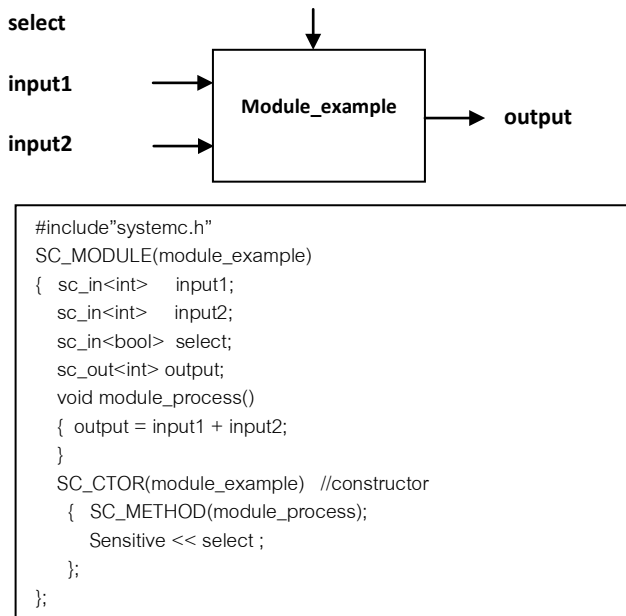 select
input1
Module_example
output
input2
#include”systemc.h”
SC_MODULE(module_example)
{ sc_in<int> input1;
sc_in<int> input2;
sc_in<bool> select;
sc_out<int> output;
void module_process()
{ output = input1 + input2;
}
SC_CTOR(module_example) //constructor
{ SC_METHOD(module_process);
Sensitive << select ;
};
};